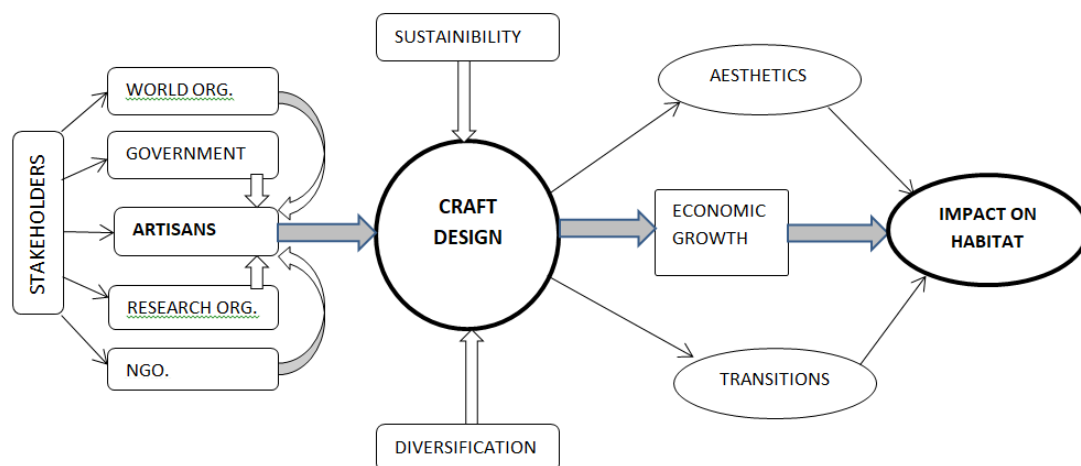 SUSTAINIBILITY
WORLD ORG.
GOVERNMENT
ARTISANS
RESEARCH ORG.
NGO.
STAKEHOLDERS
CRAFT
DESIGN
DIVERSIFICATION
AESTHETICS
ECONOMIC
GROWTH
TRANSITIONS
IMPACT ON
HABITAT